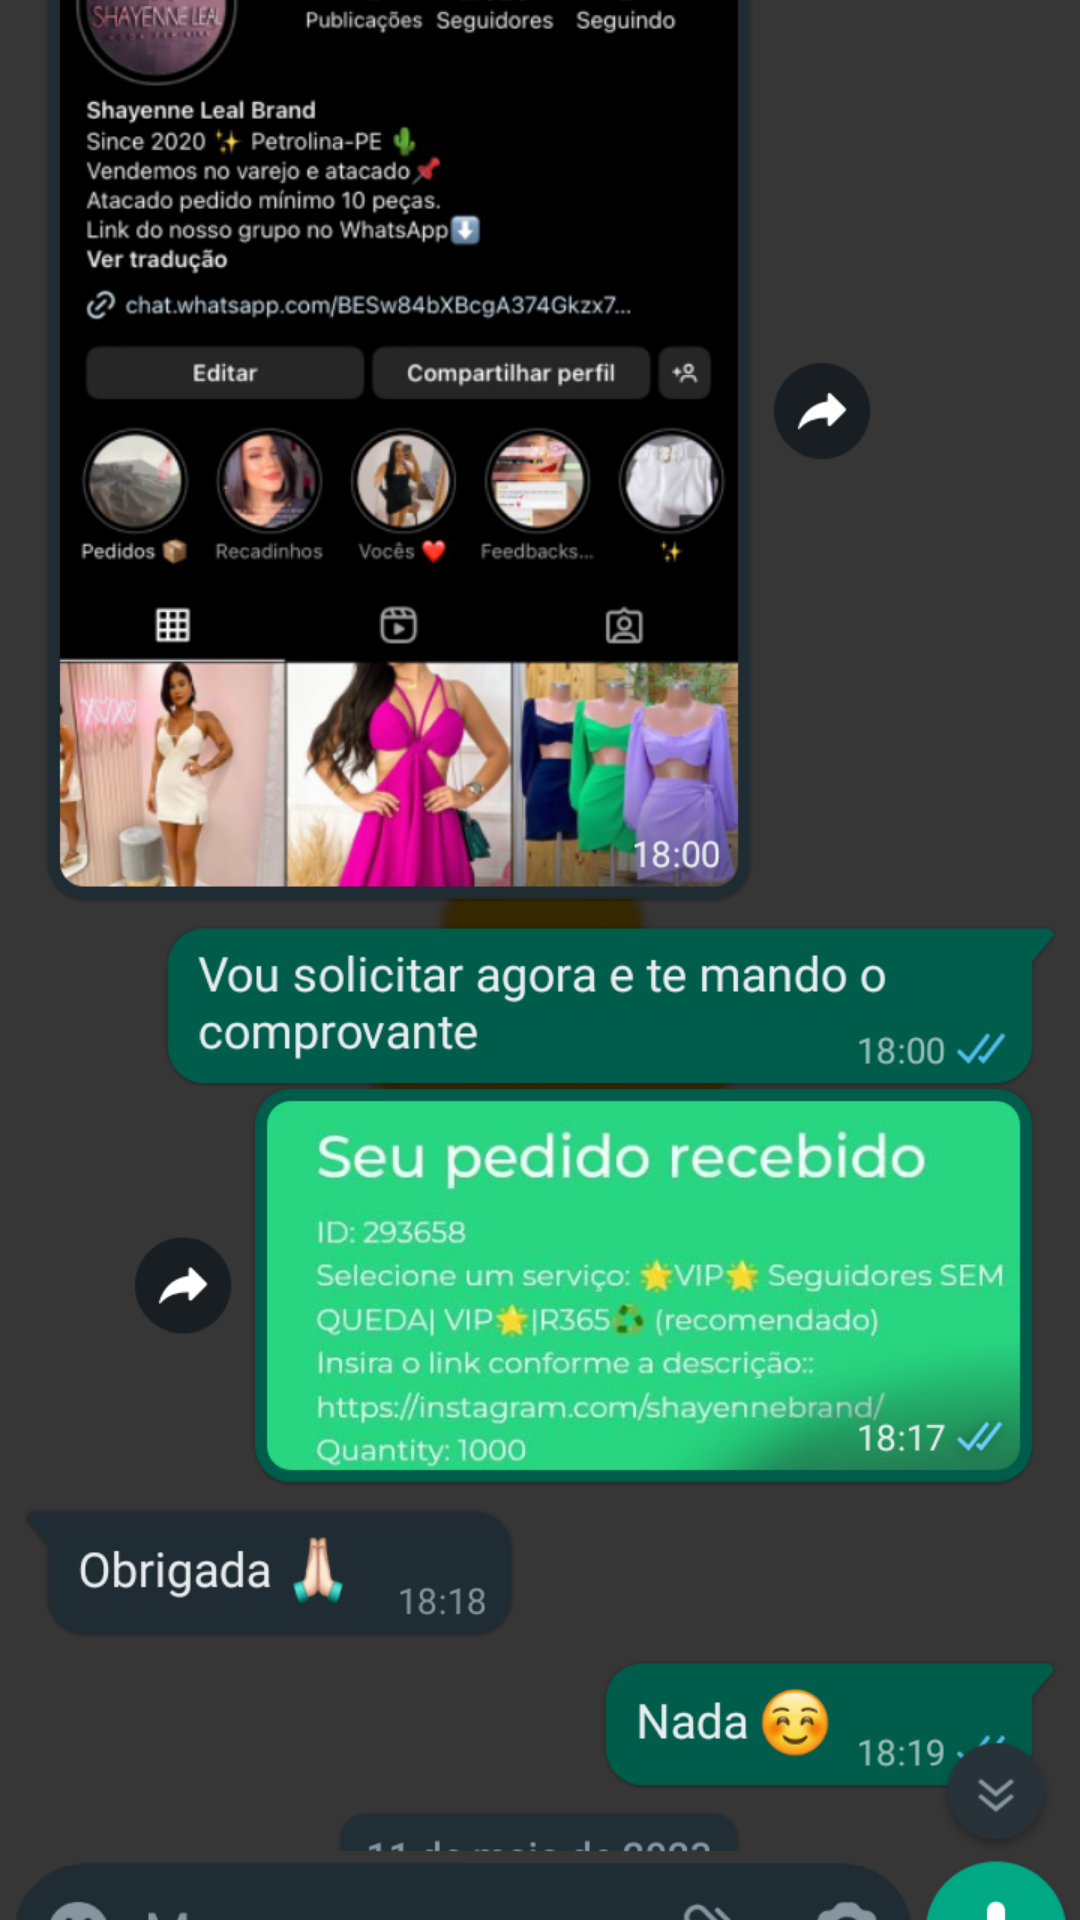 SHAYENNE LEAL
Publicações Seguidores Seguindo
Shayenne Leal Brand
Since 2020 ✨ Petrolina-PE 🌵
Vendemos no varejo e atacado📌
Atacado pedido mínimo 10 peças.
Link do nosso grupo no WhatsApp⬇️
Ver tradução
chat.whatsapp.com/BESw84bXBcgA374Gkzx7...
Editar Compartilhar perfil
Pedidos 📦 Recadinhos Vocês ❤️ Feedbacks... ✨
18:00
Vou solicitar agora e te mando o
comprovante
18:00
Seu pedido recebido
ID: 293658
Selecione um serviço: 🌟VIP🌟 Seguidores SEM
QUEDA| VIP🌟|R365♻️ (recomendado)
Insira o link conforme a descrição::
https://instagram.com/shayennebrand/
Quantity: 1000
18:17
Obrigada 🙏🏻
18:18
Nada ☺️
18:19